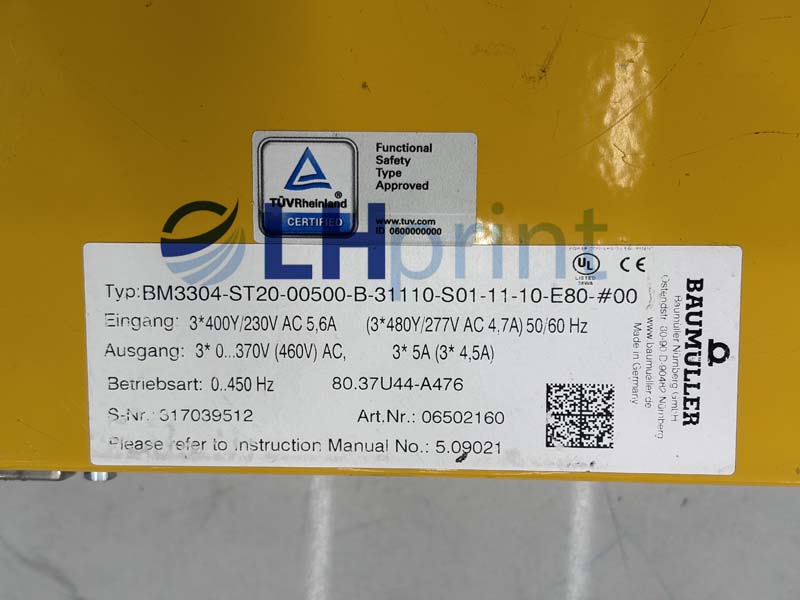 Functional
Safety
Type
Approved
TÜVRheinland®
CERTIFIED
www.tuv.com
ID 0600000000
LHprint
UL
LISTED
CE
Typ:BM3304-ST20-00500-B-31110-S01-11-10-E80-#00
Eingang: 3*400Y/230V AC 5,6A (3*480Y/277V AC 4,7A) 50/60 Hz
Ausgang: 3* 0...370V (460V) AC, 3* 5A (3* 4,5A)
Betriebsart: 0..450 Hz 80.37U44-A476
S-Nr.: 317039512 Art.Nr.: 06502160
Please refer to Instruction Manual No.: 5.09021
BAUMÜLLER
Baumüller Nürnberg GmbH
Ostendstr. 80-90 D-90482 Nürnberg
www.baumueller.de
Made in Germany